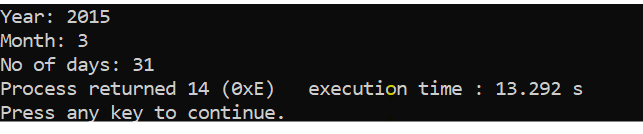 Year: 2015
Month: 3
No of days: 31
Process returned 14 (0xE)   execution time : 13.292 s
Press any key to continue.